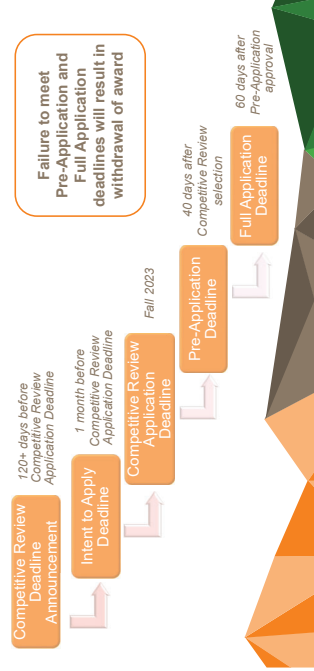 Competitive Review
Deadline
Announcement
120+ days before
Competitive Review
Application Deadline
Intent to Apply
Deadline
1 month before
Competitive Review
Application Deadline
Competitive Review
Application
Deadline
Fall 2023
Pre-Application
Deadline
40 days after
Competitive Review
selection
Full Application
Deadline
60 days after
Pre-Application
approval
Failure to meet
Pre-Application and
Full Application
deadlines will result in
withdrawal of award